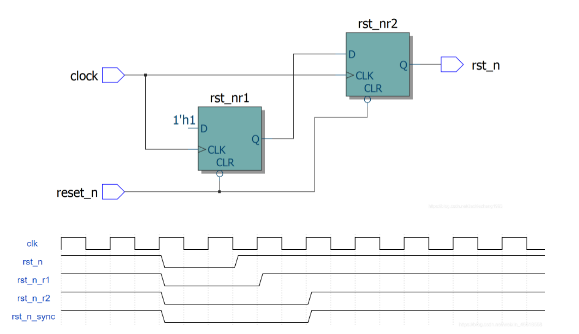 rst_nr2
D
Q
rst_n
clock
CLK
CLR
rst_nr1
1'h1
D
Q
CLK
CLR
reset_n
clk
rst_n
rst_n_r1
rst_n_r2
rst_n_sync